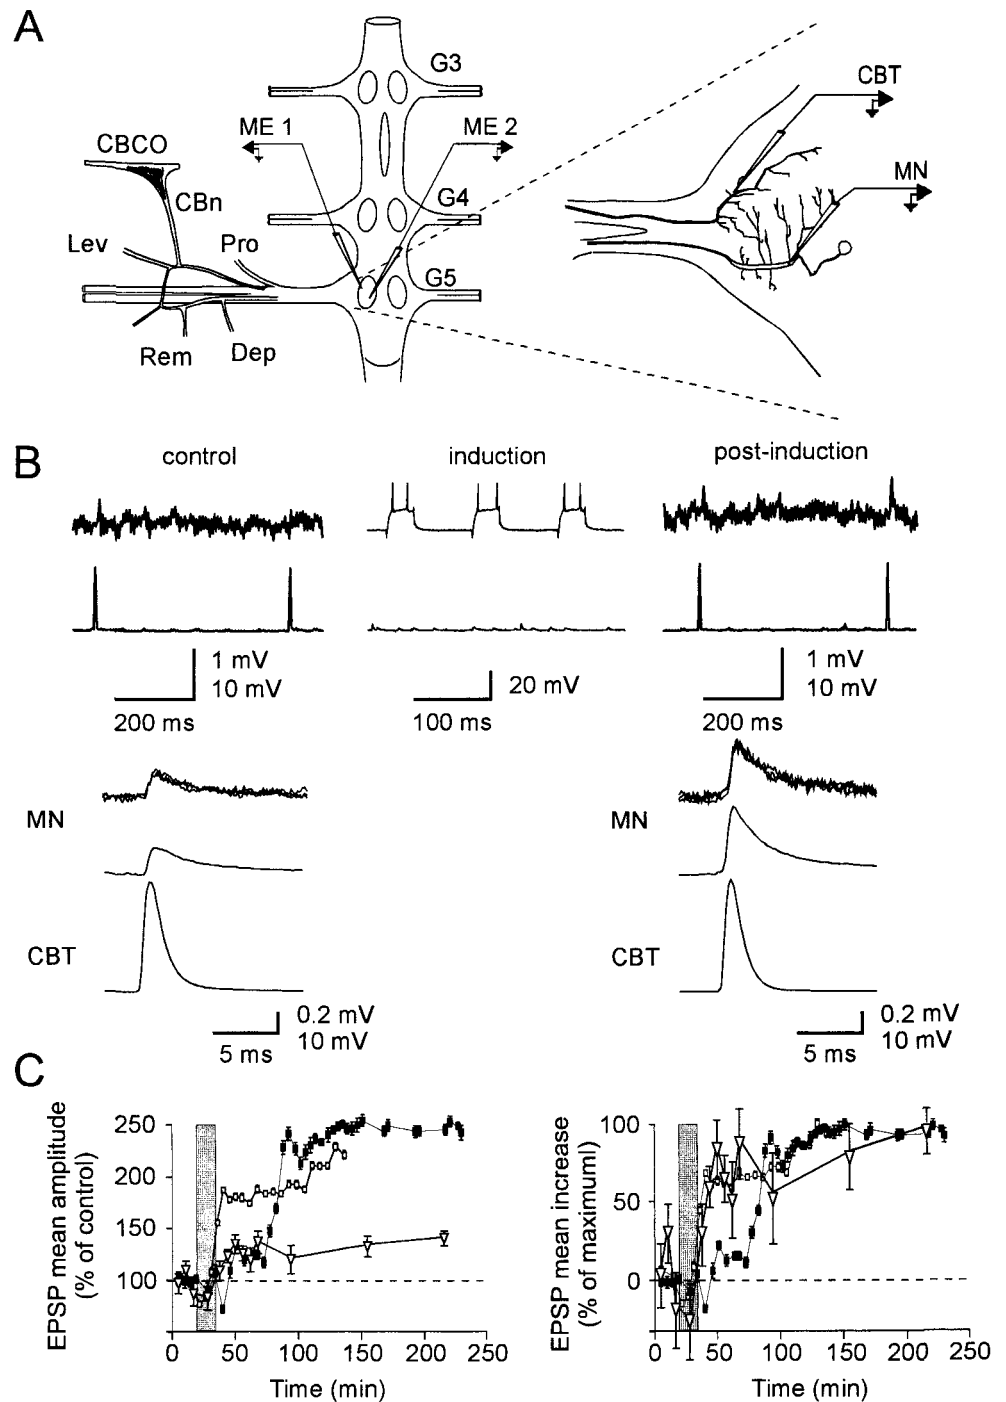 A
G3
CBT
ME 1
ME 2
CBCO
MN
CBn
G4
Lev
Pro
G5
Rem
Dep
B
control
induction
post-induction
1 mV
10 mV
200 ms
20 mV
100 ms
1 mV
10 mV
200 ms
MN
MN
CBT
CBT
0.2 mV
10 mV
5 ms
0.2 mV
10 mV
5 ms
C
EPSP mean amplitude
(% of control)
250
200
150
100
0 50 100 150 200 250
Time (min)
EPSP mean increase
(% of maximuml)
100
50
0
0 50 100 150 200 250
Time (min)